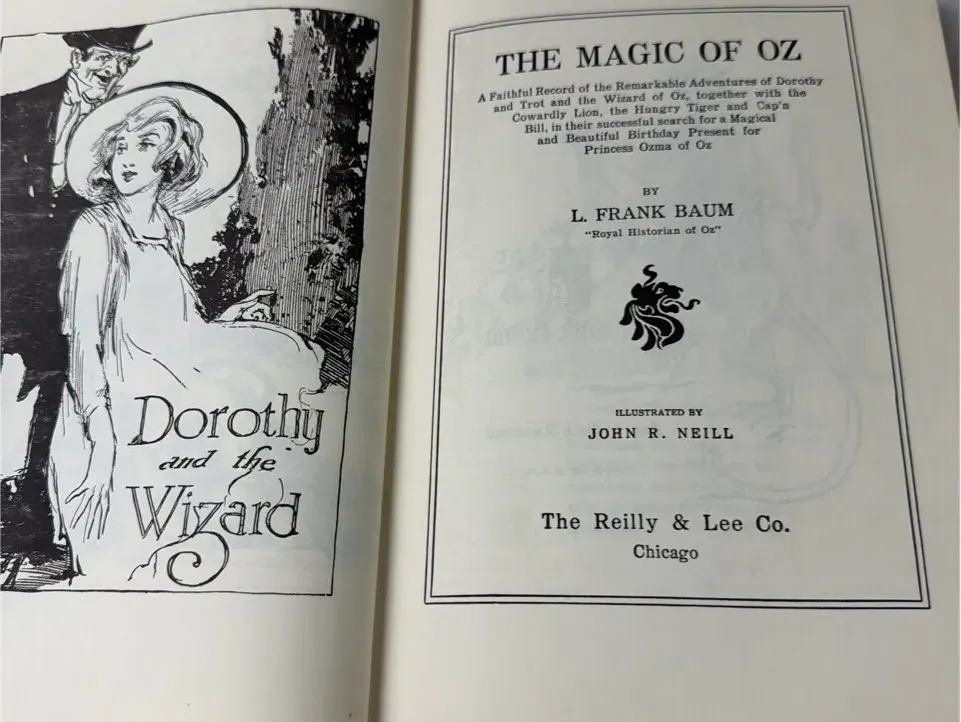 Dorothy
and the
Wizard
THE MAGIC OF OZ
A Faithful Record of the Remarkable Adventures of Dorothy
and Trot and the Wizard of Oz, together with the
Cowardly Lion, the Hungry Tiger and Cap'n
Bill, in their successful search for a Magical
and Beautiful Birthday Present for
Princess Ozma of Oz
BY
L. FRANK BAUM
"Royal Historian of Oz"
ILLUSTRATED BY
JOHN R. NEILL
The Reilly & Lee Co.
Chicago